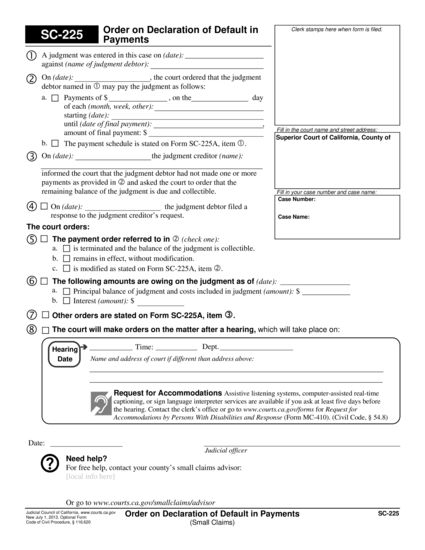 SC-225
Order on Declaration of Default in Payments
Clerk stamps here when form is filed.
① A judgment was entered in this case on (date):
against (name of judgment debtor):
② On (date): , the court ordered that the judgment
debtor named in ① may pay the judgment as follows:
a. Payments of $ , on the day
of each (month, week, other):
starting (date):
until (date of final payment): ,
amount of final payment: $
b. The payment schedule is stated on Form SC-225A, item ①.
Fill in the court name and street address:
Superior Court of California, County of
③ On (date): the judgment creditor (name):
informed the court that the judgment debtor had not made one or more
payments as provided in ② and asked the court to order that the
remaining balance of the judgment is due and collectible.
Fill in your case number and case name:
Case Number:
Case Name:
④ On (date): the judgment debtor filed a
response to the judgment creditor's request.
The court orders:
⑤ The payment order referred to in ② (check one):
a. is terminated and the balance of the judgment is collectible.
b. remains in effect, without modification.
c. is modified as stated on Form SC-225A, item ②.
⑥ The following amounts are owing on the judgment as of (date):
a. Principal balance of judgment and costs included in judgment (amount): $
b. Interest (amount): $
⑦ Other orders are stated on Form SC-225A, item ③.
⑧ The court will make orders on the matter after a hearing, which will take place on:
Hearing Date
Time: Dept.
Name and address of court if different than address above:
Request for Accommodations Assistive listening systems, computer-assisted real-time
captioning, or sign language interpreter services are available if you ask at least five days before
the hearing. Contact the clerk's office or go to www.courts.ca.gov/forms for Request for
Accommodations by Persons With Disabilities and Response (Form MC-410). (Civil Code, § 54.8)
Date:
Judicial officer
Need help?
For free help, contact your county's small claims advisor:
[local info here]
Or go to www.courts.ca.gov/smallclaims/advisor
Judicial Council of California, www.courts.ca.gov
New July 1, 2013, Optional Form
Code of Civil Procedure, § 116.620
Order on Declaration of Default in Payments
(Small Claims)
SC-225